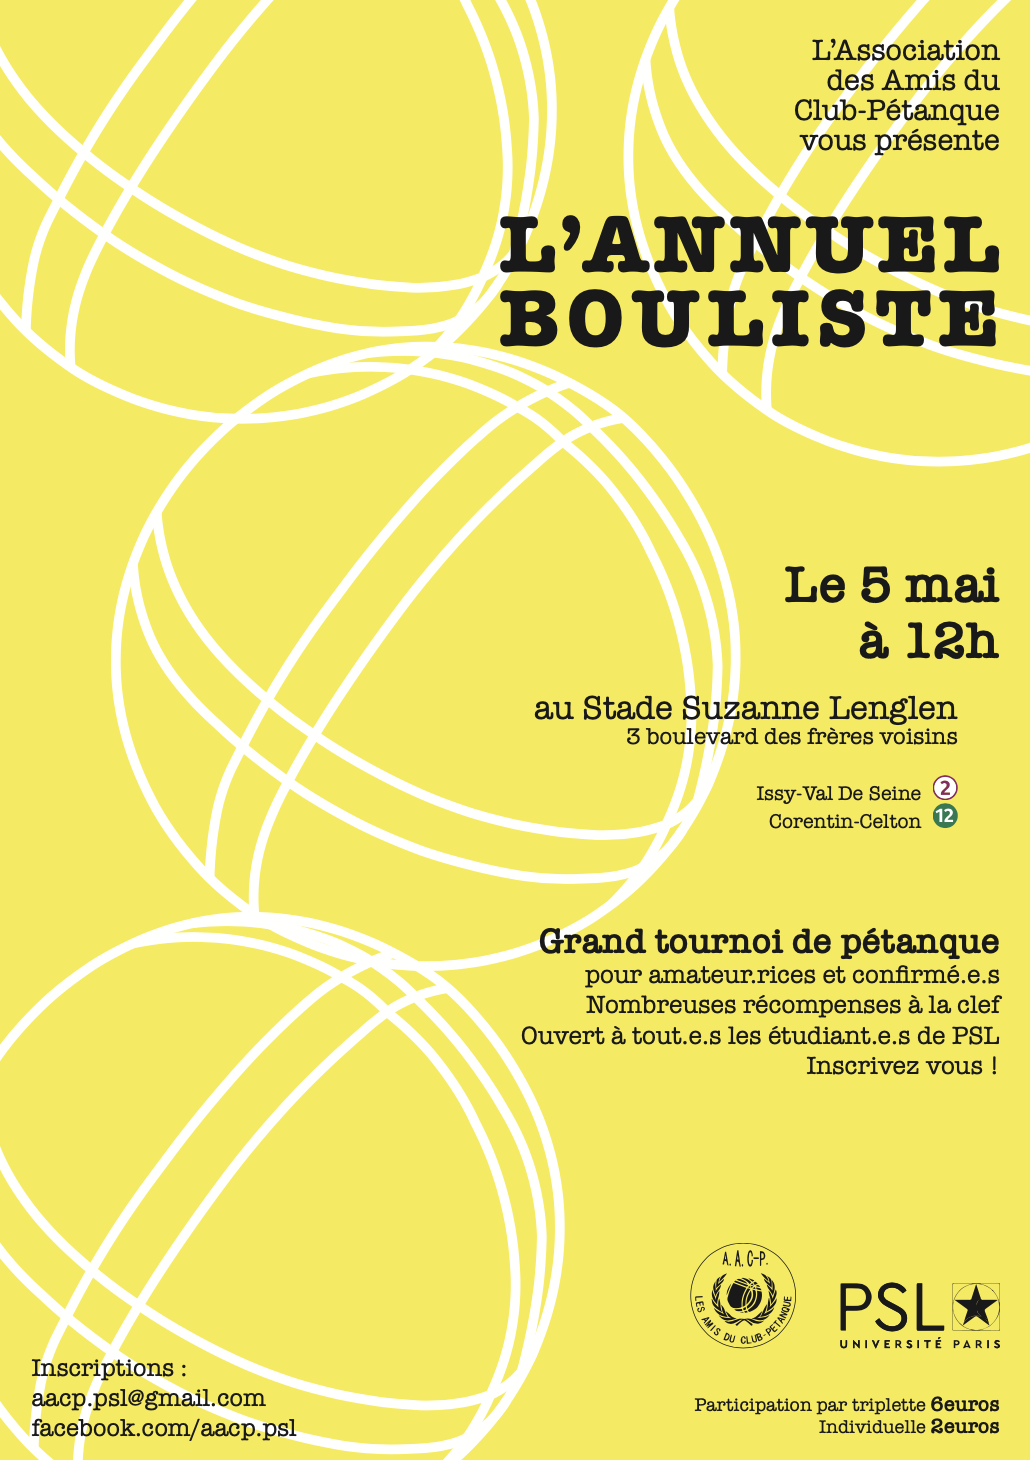 L'Association
des Amis du
Club-Pétanque
vous présente
L'ANNUEL
BOULISTE
Le 5 mai
à 12h
au Stade Suzanne Lenglen
3 boulevard des frères voisins
Issy-Val De Seine 2
Corentin-Celton 12
Grand tournoi de pétanque
pour amateur.rices et confirmé.e.s
Nombreuses récompenses à la clef
Ouvert à tout.e.s les étudiant.e.s de PSL
Inscrivez vous !
A. A. C-P.
LES AMIS DU CLUB-PETANQUE
PSL
UNIVERSITÉ PARIS
Inscriptions :
aacp.psl@gmail.com
facebook.com/aacp.psl
Participation par triplette 6euros
Individuelle 2euros